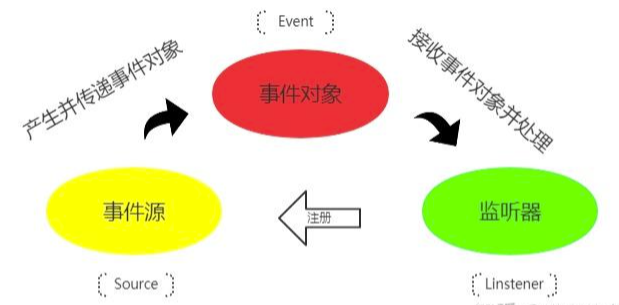 Event
产生并传递事件对象
接收事件对象并处理
事件对象
事件源
注册
监听器
Source
Linstener